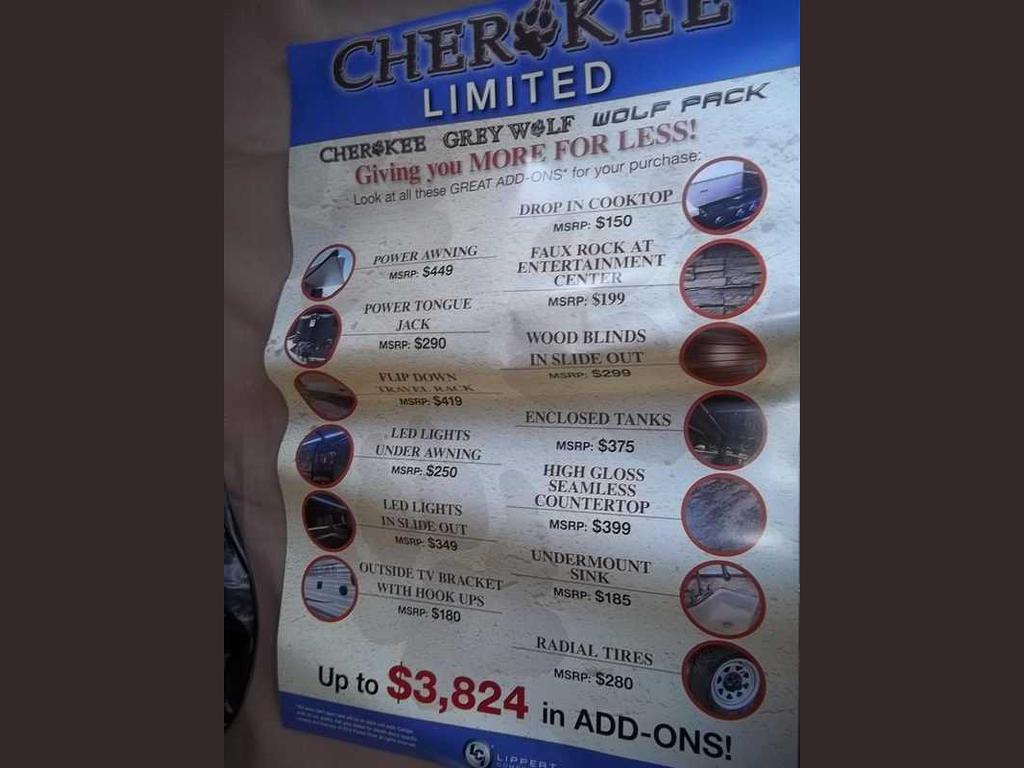 CHEROKEE
LIMITED
CHEROKEE GREY WOLF WOLF PACK
Giving you MORE FOR LESS!
Look at all these GREAT ADD-ONS* for your purchase:
POWER AWNING
MSRP: $449
POWER TONGUE
JACK
MSRP: $290
FLIP DOWN
TRAVEL RACK
MSRP: $419
LED LIGHTS
UNDER AWNING
MSRP: $250
LED LIGHTS
IN SLIDE OUT
MSRP: $349
OUTSIDE TV BRACKET
WITH HOOK UPS
MSRP: $180
DROP IN COOKTOP
MSRP: $150
FAUX ROCK AT
ENTERTAINMENT
CENTER
MSRP: $199
WOOD BLINDS
IN SLIDE OUT
MSRP: $299
ENCLOSED TANKS
MSRP: $375
HIGH GLOSS
SEAMLESS
COUNTERTOP
MSRP: $399
UNDERMOUNT
SINK
MSRP: $185
RADIAL TIRES
MSRP: $280
Up to $3,824 in ADD-ONS!
LIPPERT